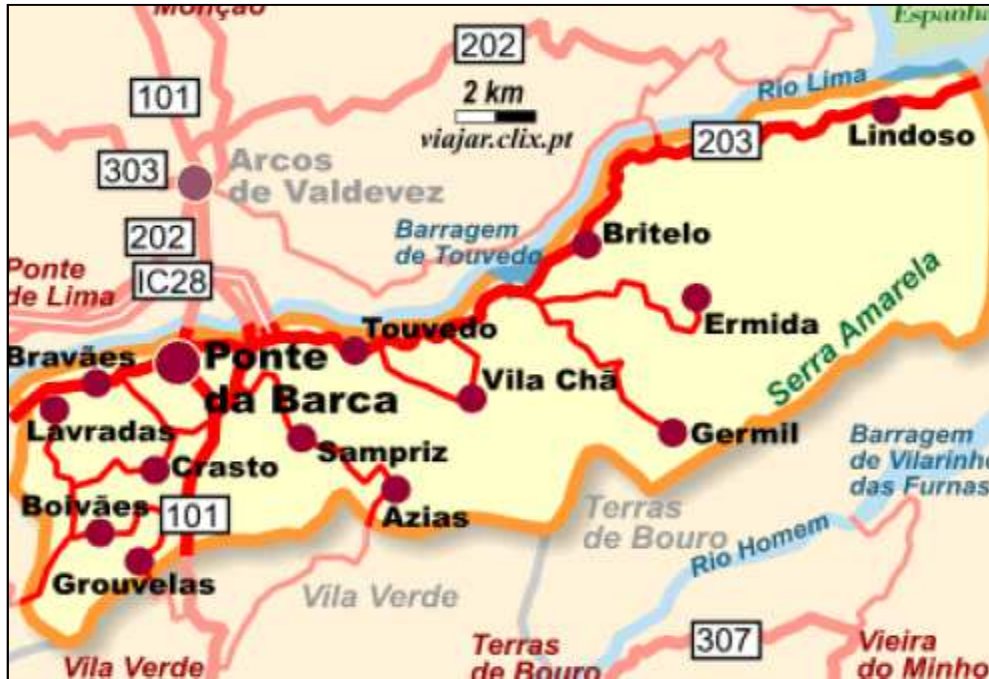 Monção
Espanha
202
101
2 km
viajar.clix.pt
Rio Lima
203
Lindoso
303
Arcos
de Valdevez
202
Barragem
de Touvedo
Britelo
Ponte
de Lima
IC28
Ermida
Serra Amarela
Touvedo
Bravães
Ponte
da Barca
Vila Chã
Lavradas
Sampriz
Germil
Barragem
de Vilarinho
das Furnas
Crasto
Boivães
101
Azias
Terras
de Bouro
Rio Homem
Grouvelas
Vila Verde
307
Vila Verde
Terras
de Bouro
Vieira
do Minho